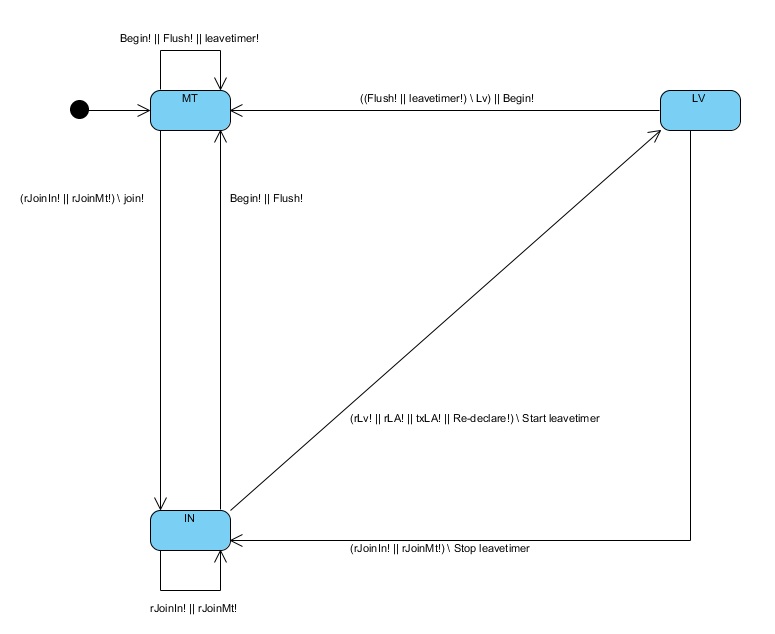 Begin! || Flush! || leavetimer!
MT
((Flush! || leavetimer!) \ Lv) || Begin!
LV
(rJoinIn! || rJoinMt!) \ join!
Begin! || Flush!
(rLv! || rLA! || txLA! || Re-declare!) \ Start leavetimer
IN
(rJoinIn! || rJoinMt!) \ Stop leavetimer
rJoinIn! || rJoinMt!